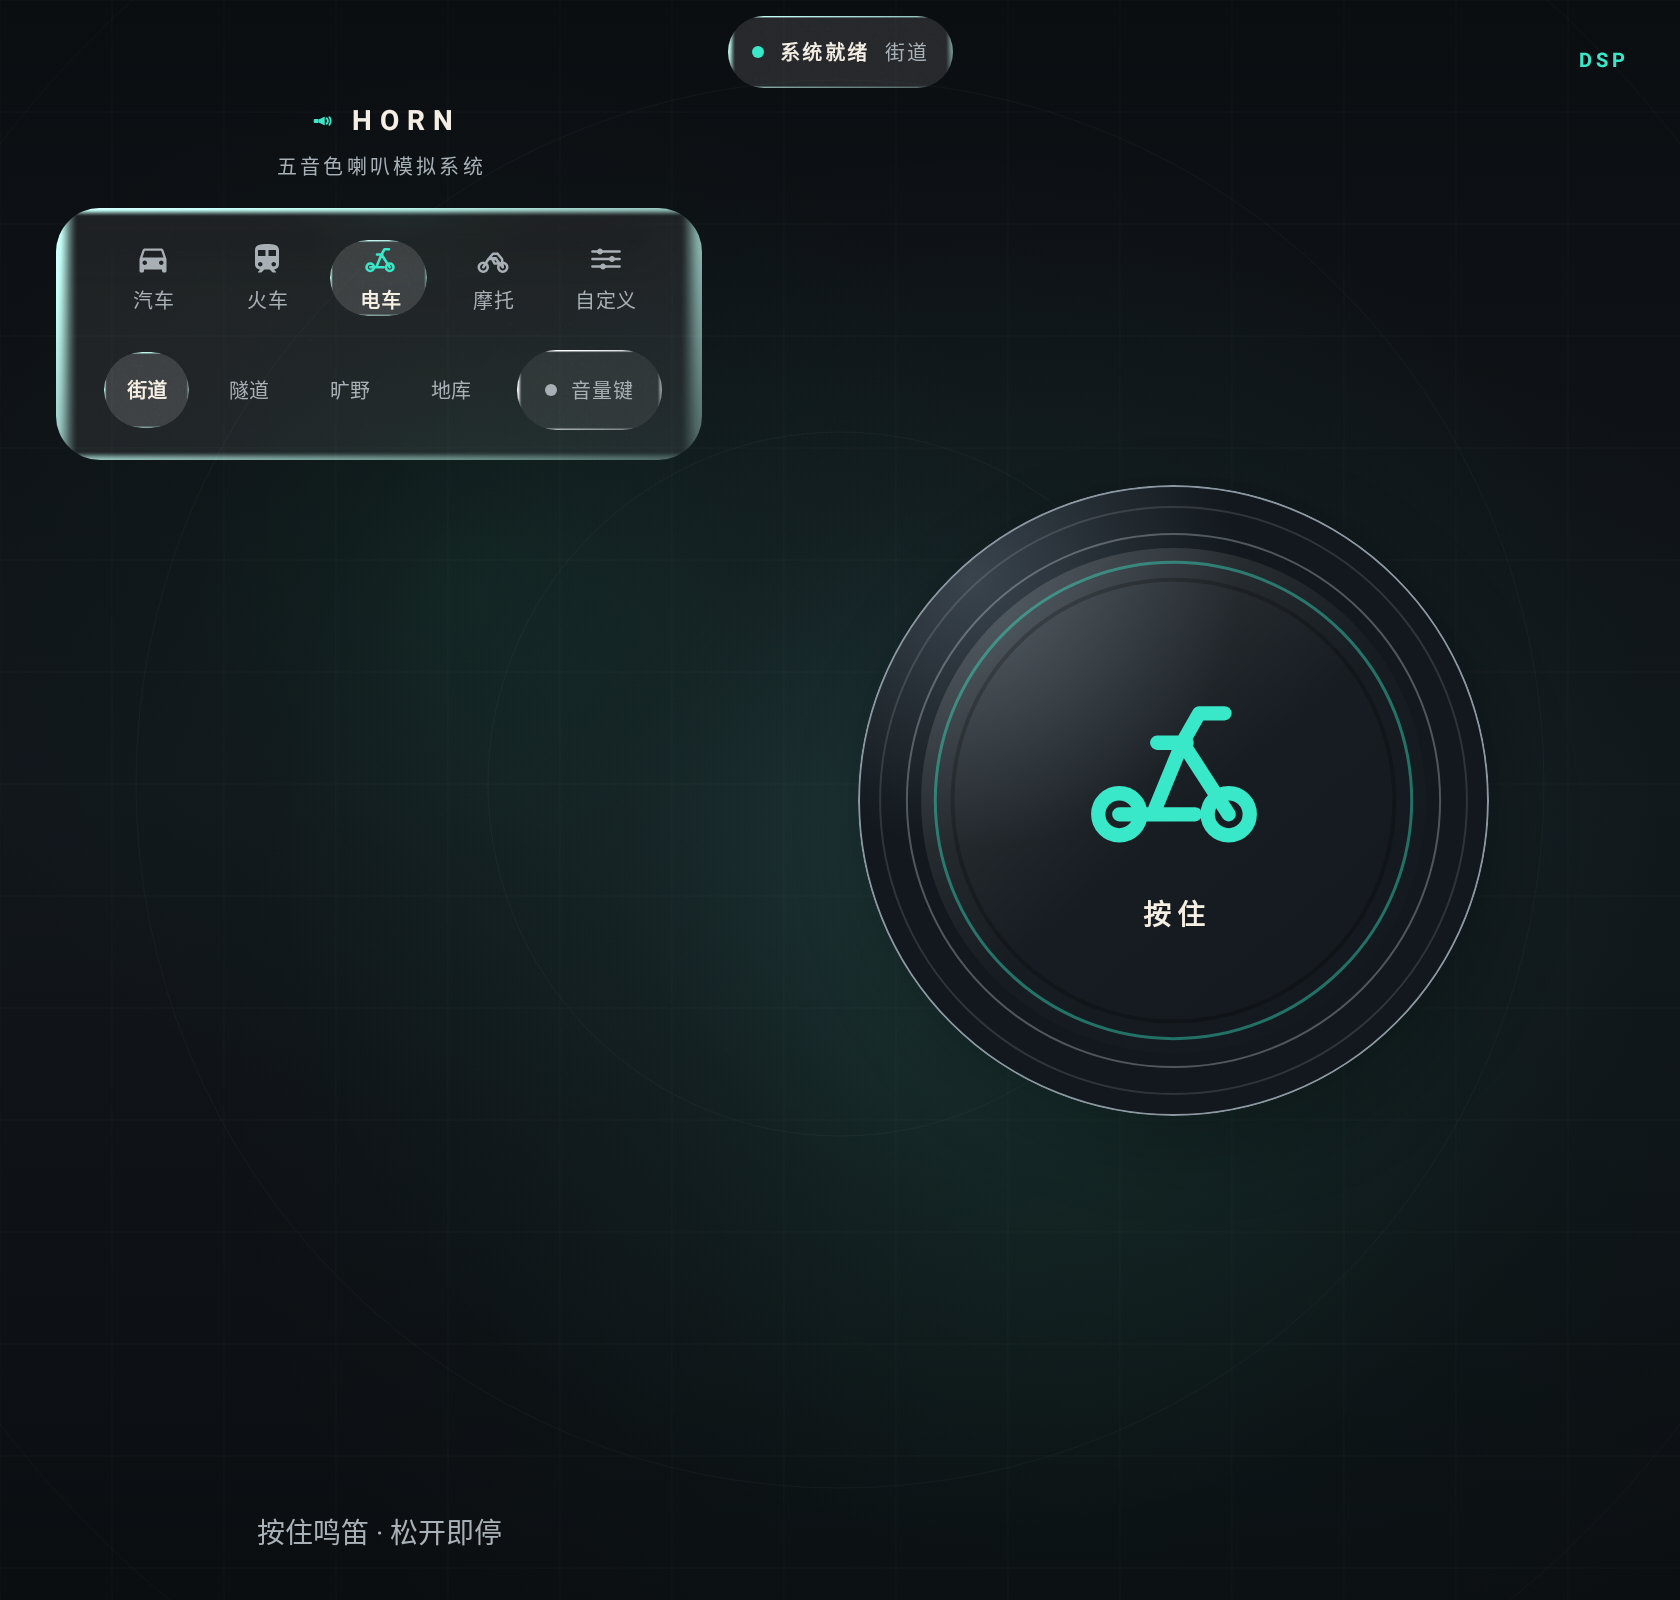 系统就绪 街道
DSP
HORN
五音色喇叭模拟系统
汽车 火车 电车 摩托 自定义
街道 隧道 旷野 地库 音量键
按住
按住鸣笛 · 松开即停